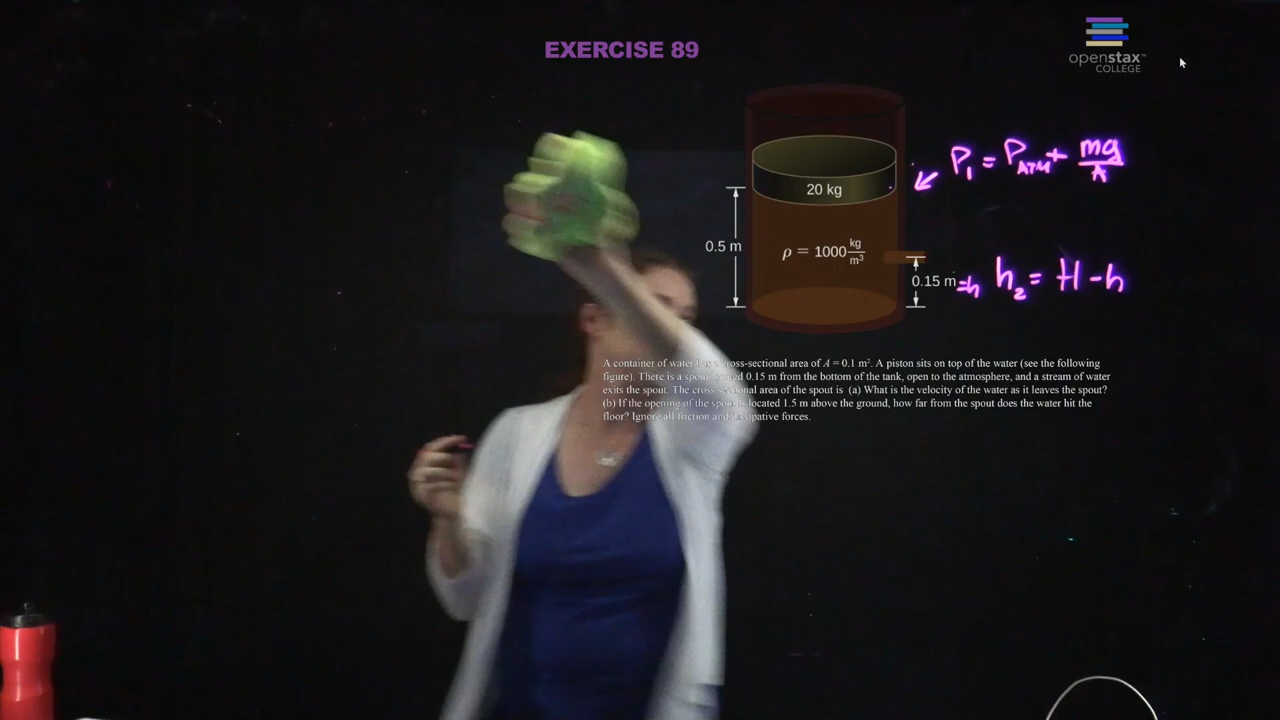 EXERCISE 89
openstax™
COLLEGE
P₁ = P_ATM + mg/A
20 kg
0.5 m
ρ = 1000 kg/m³
0.15 m = h
h₂ = H - h
A container of water cross-sectional area of A = 0.1 m². A piston sits on top of the water (see the following
figure). There is a spout 0.15 m from the bottom of the tank, open to the atmosphere, and a stream of water
exits the spout. The cross sectional area of the spout is (a) What is the velocity of the water as it leaves the spout?
(b) If the opening of the spout is located 1.5 m above the ground, how far from the spout does the water hit the
floor? Ignore all friction and forces.